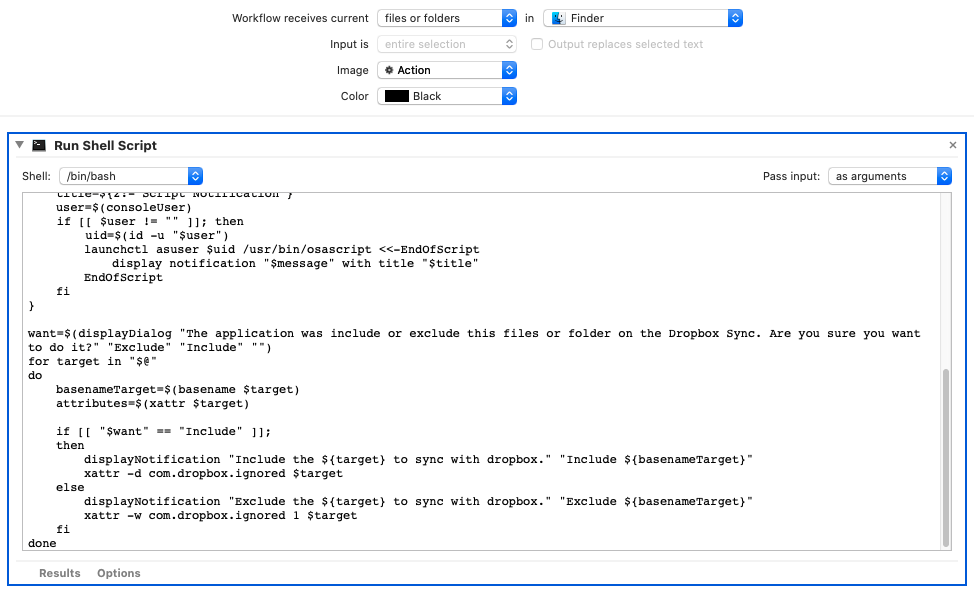 Workflow receives current files or folders in Finder
Input is entire selection Output replaces selected text
Image Action
Color Black
Run Shell Script
Shell: /bin/bash Pass input: as arguments
title=${2:-"Script Notification"}
user=$(consoleUser)
if [[ $user != "" ]]; then
uid=$(id -u "$user")
launchctl asuser $uid /usr/bin/osascript <<-EndOfScript
display notification "$message" with title "$title"
EndOfScript
fi
}
want=$(displayDialog "The application was include or exclude this files or folder on the Dropbox Sync. Are you sure you want
to do it?" "Exclude" "Include" "")
for target in "$@"
do
basenameTarget=$(basename $target)
attributes=$(xattr $target)
if [[ "$want" == "Include" ]];
then
displayNotification "Include the ${target} to sync with dropbox." "Include ${basenameTarget}"
xattr -d com.dropbox.ignored $target
else
displayNotification "Exclude the ${target} to sync with dropbox." "Exclude ${basenameTarget}"
xattr -w com.dropbox.ignored 1 $target
fi
done
Results Options